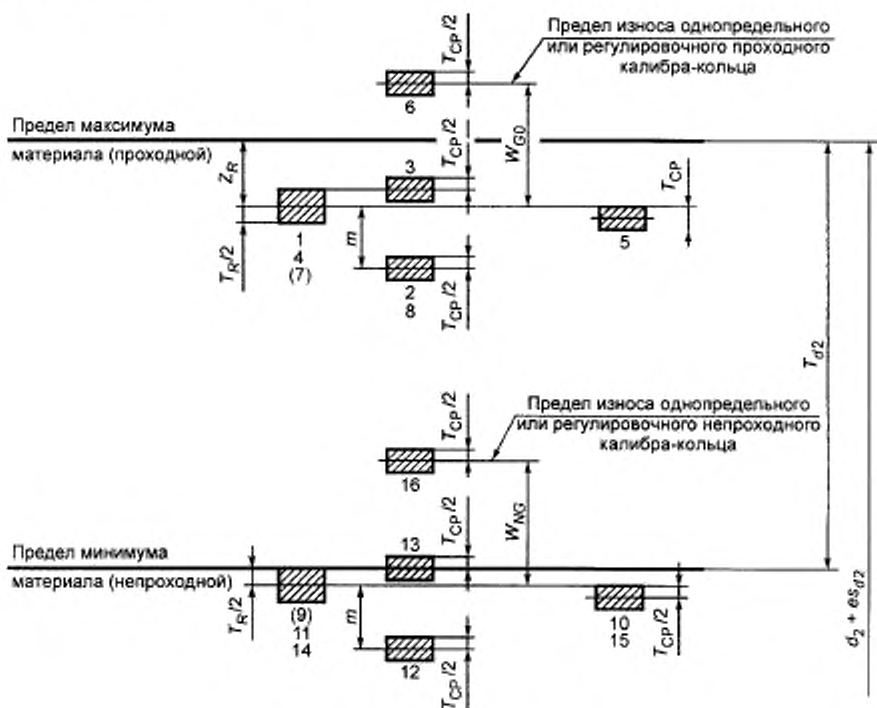 Предел износа однопредельного
или регулировочного проходного
калибра-кольца
T_CP/2
6
Предел максимума
материала (проходной)
Z_R
T_CP/2
W_G0
3
T_CP
1
4
(7)
T_R/2
m
2
8
T_CP/2
5
T_d2
Предел износа однопредельного
или регулировочного непроходного
калибра-кольца
T_CP/2
16
T_CP/2
W_NG
13
Предел минимума
материала (непроходной)
T_R/2
(9)
11
14
m
12
T_CP/2
10
15
T_CP/2
d_2 + es_d2